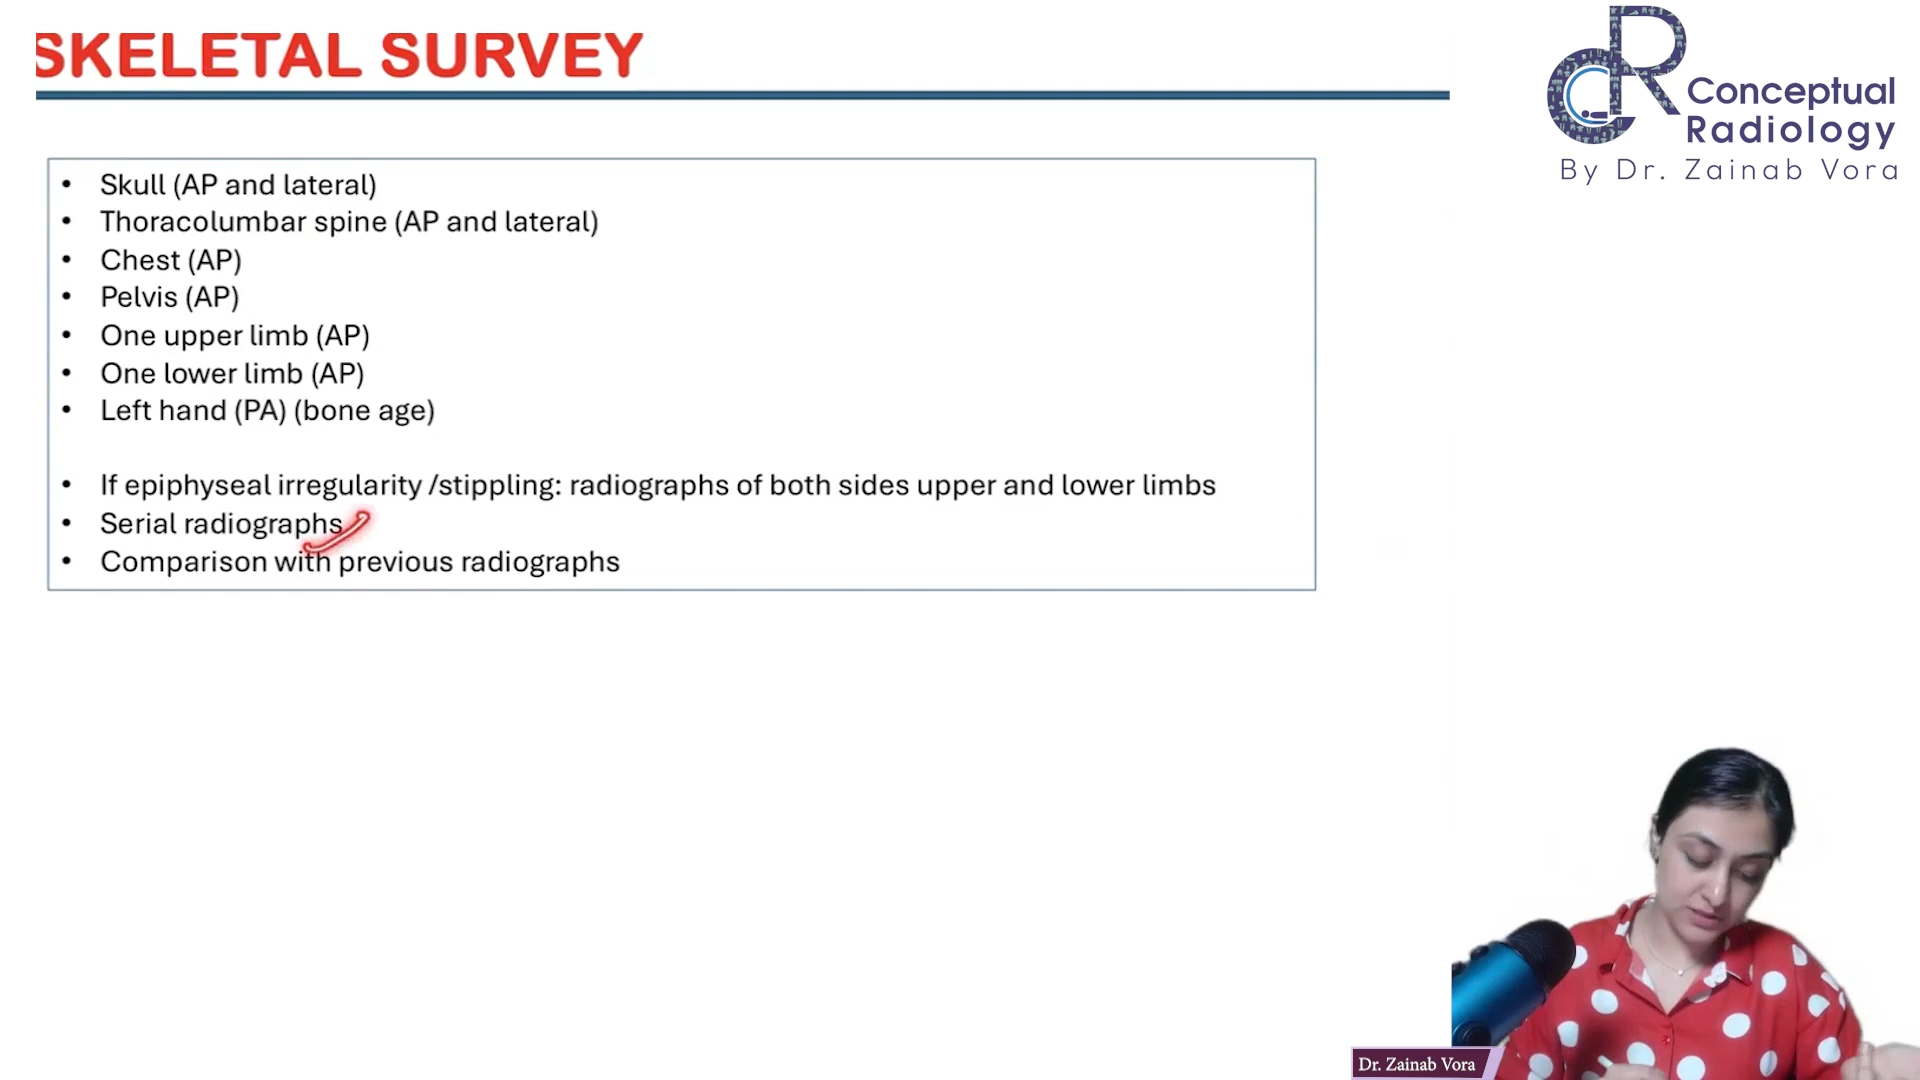 SKELETAL SURVEY
Conceptual
Radiology
By Dr. Zainab Vora
• Skull (AP and lateral)
• Thoracolumbar spine (AP and lateral)
• Chest (AP)
• Pelvis (AP)
• One upper limb (AP)
• One lower limb (AP)
• Left hand (PA) (bone age)
• If epiphyseal irregularity /stippling: radiographs of both sides upper and lower limbs
• Serial radiographs
• Comparison with previous radiographs
Dr. Zainab Vora